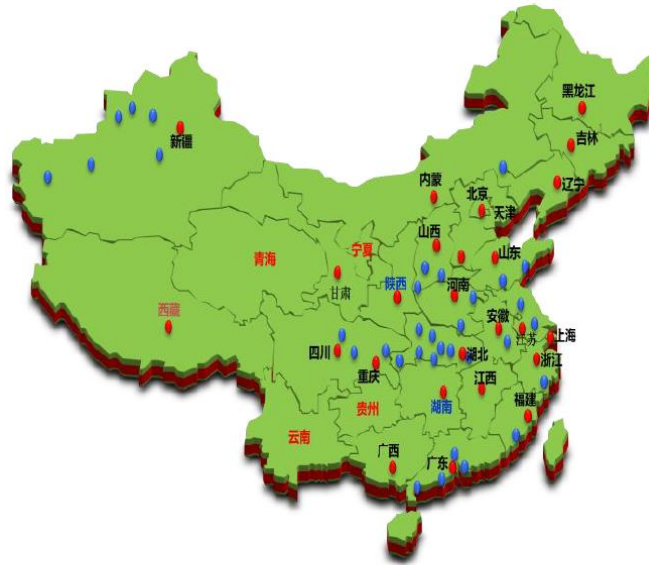 黑龙江
新疆
吉林
内蒙
北京
辽宁
天津
山西
宁夏
青海
山东
甘肃
陕西
河南
西藏
安徽
江苏
上海
四川
湖北
浙江
重庆
江西
贵州
湖南
福建
云南
广西
广东